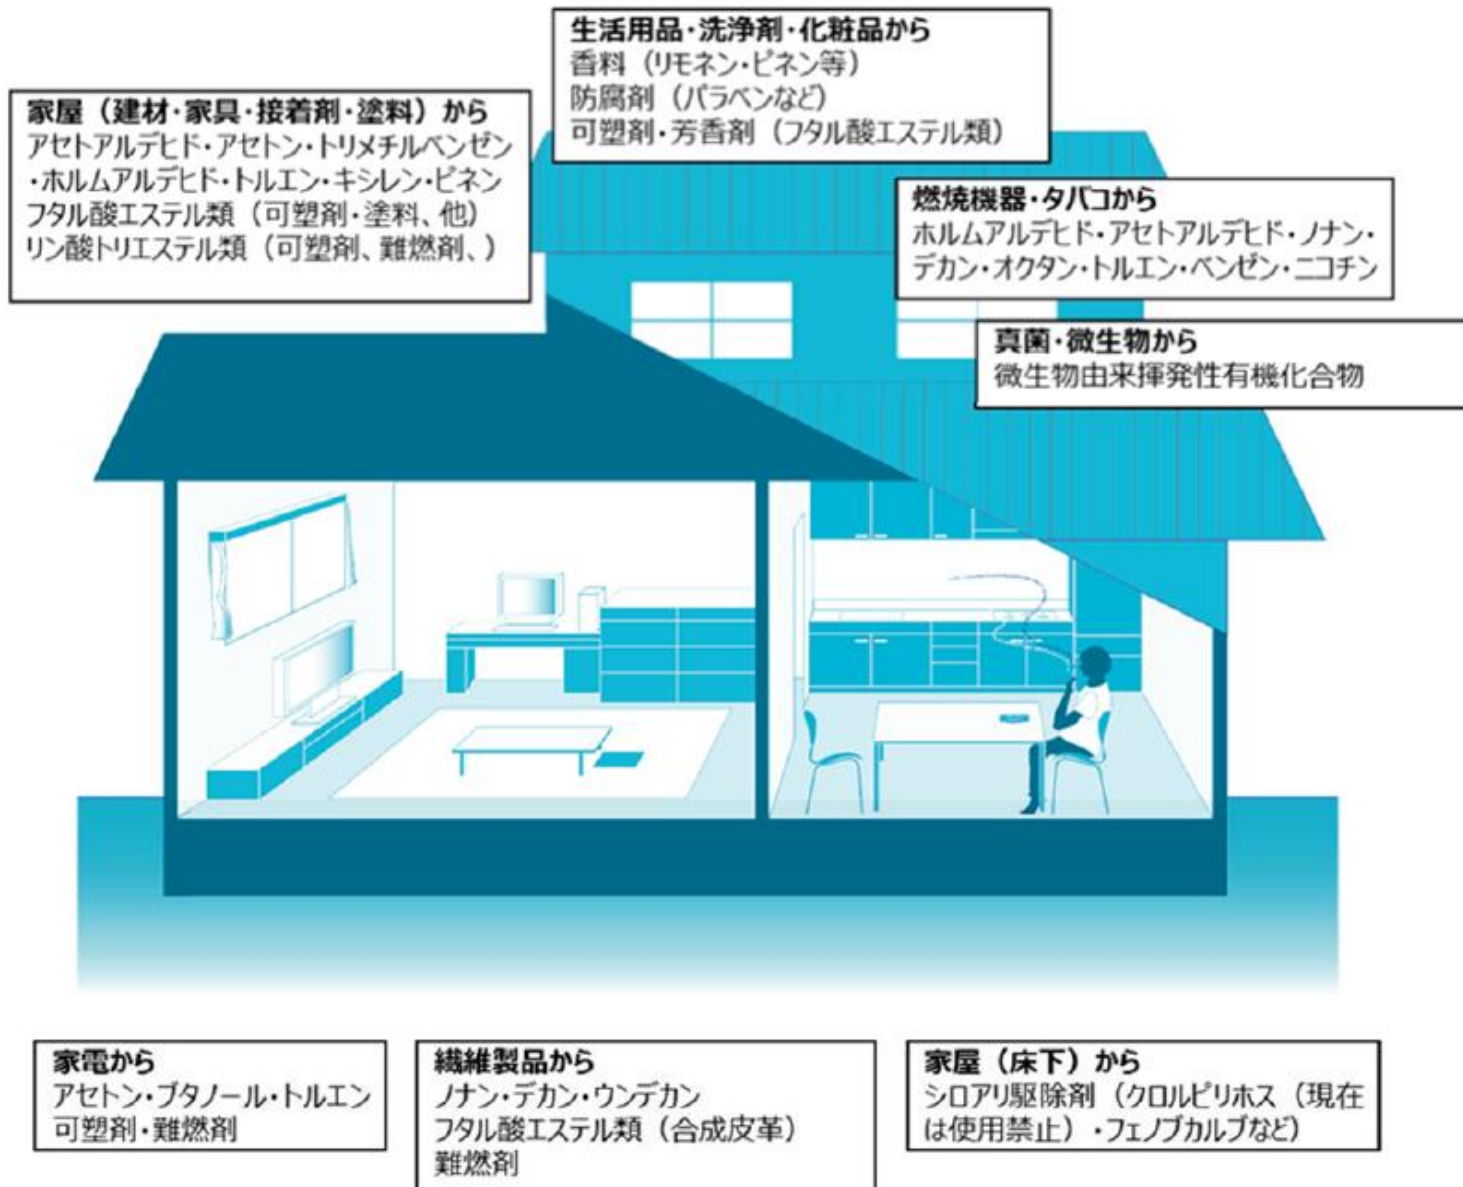 生活用品・洗浄剤・化粧品から
香料（リモネン・ピネン等）
防腐剤（パラベンなど）
可塑剤・芳香剤（フタル酸エステル類）
家屋（建材・家具・接着剤・塗料）から
アセトアルデヒド・アセトン・トリメチルベンゼン
・ホルムアルデヒド・トルエン・キシレン・ピネン
フタル酸エステル類（可塑剤・塗料、他）
リン酸トリエステル類（可塑剤、難燃剤、）
燃焼機器・タバコから
ホルムアルデヒド・アセトアルデヒド・ノナン・
デカン・オクタン・トルエン・ベンゼン・ニコチン
真菌・微生物から
微生物由来揮発性有機化合物
家電から
アセトン・ブタノール・トルエン
可塑剤・難燃剤
繊維製品から
ノナン・デカン・ウンデカン
フタル酸エステル類（合成皮革）
難燃剤
家屋（床下）から
シロアリ駆除剤（クロルピリホス（現在
は使用禁止）・フェノブカルブなど）